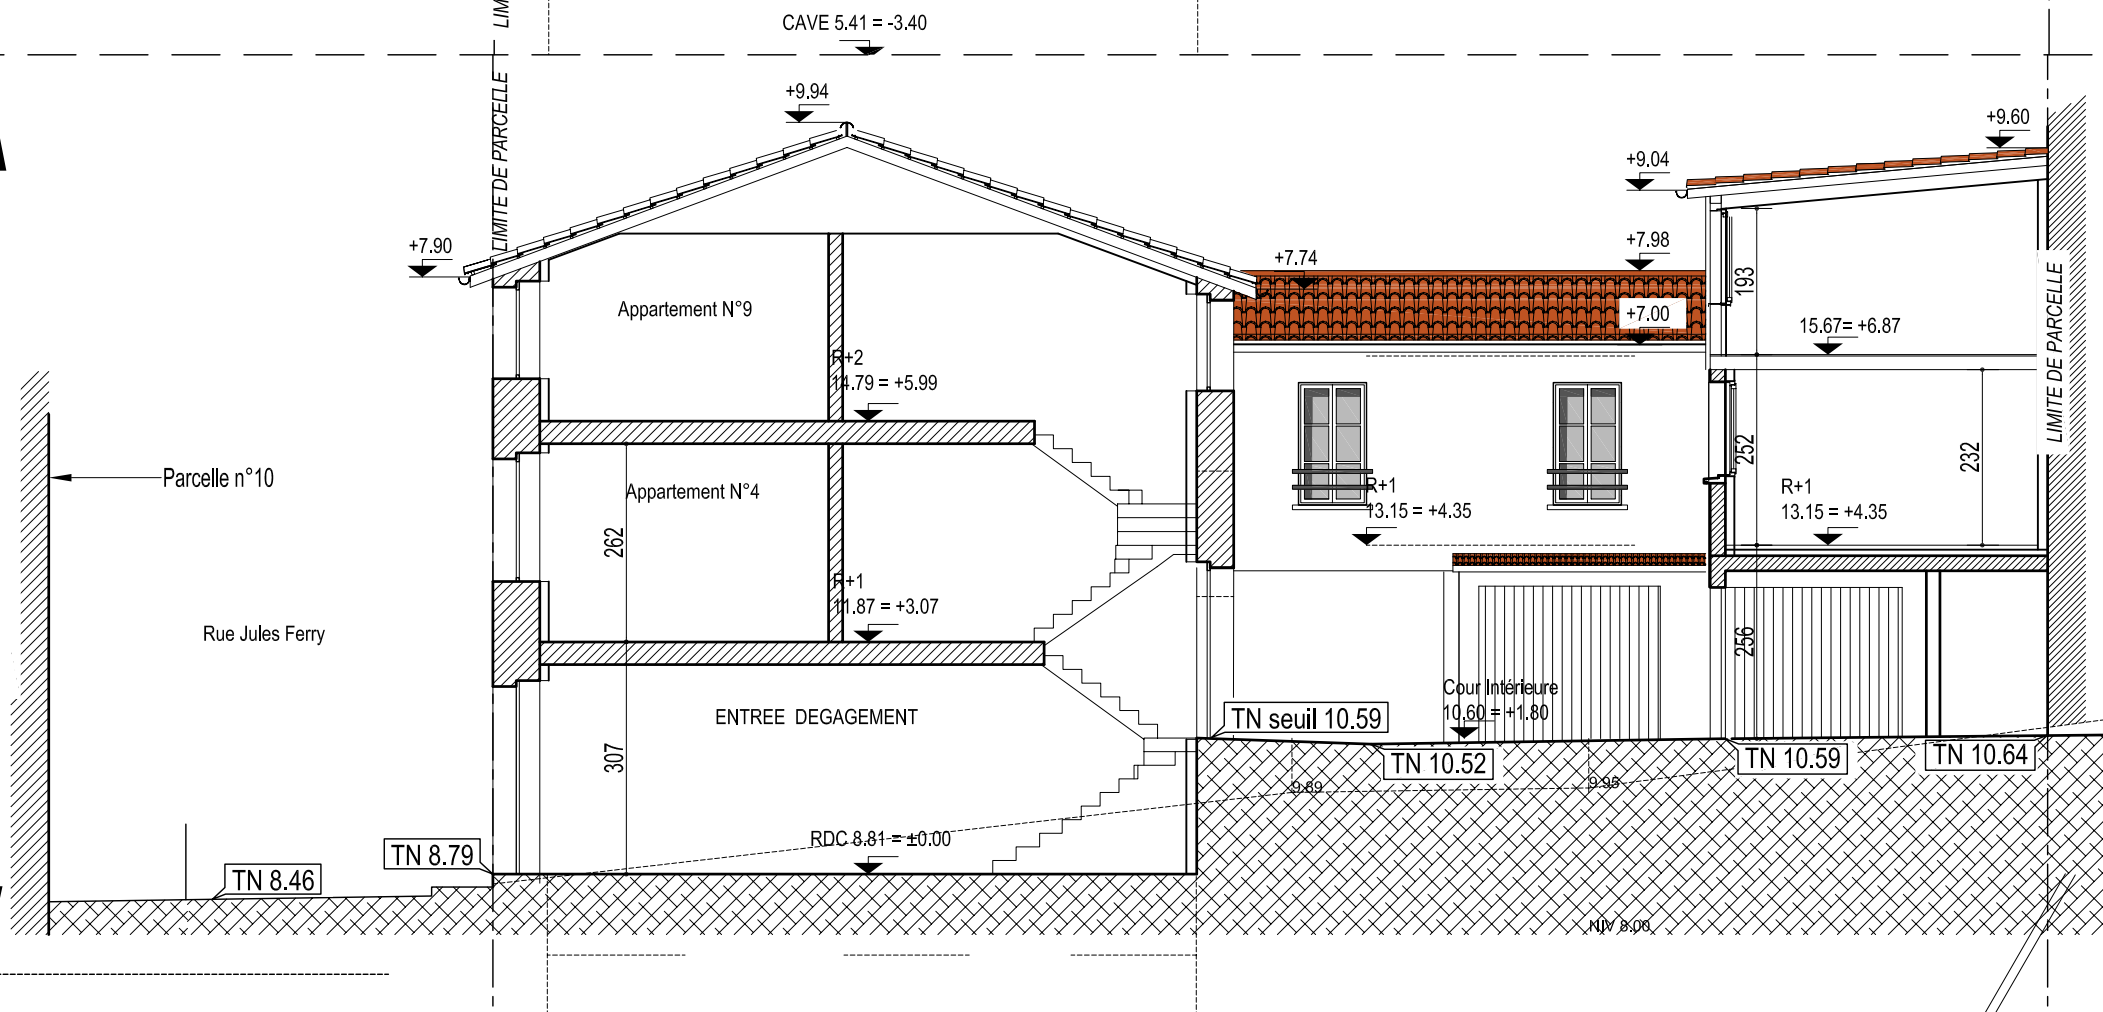 LIM
CAVE 5.41 = -3.40
LIMITE DE PARCELLE
+9.94
+9.60
+9.04
+7.90
+7.74
+7.98
+7.00
193
15.67= +6.87
LIMITE DE PARCELLE
Appartement N°9
R+2
14.79 = +5.99
252
232
Parcelle n°10
Appartement N°4
R+1
13.15 = +4.35
R+1
13.15 = +4.35
262
R+1
11.87 = +3.07
Rue Jules Ferry
256
Cour Intérieure
10.60 = +1.80
ENTREE DEGAGEMENT
TN seuil 10.59
307
TN 10.52
TN 10.59
TN 10.64
9.89
9.95
RDC 8.81 = ±0.00
TN 8.79
TN 8.46
NIV 8.00